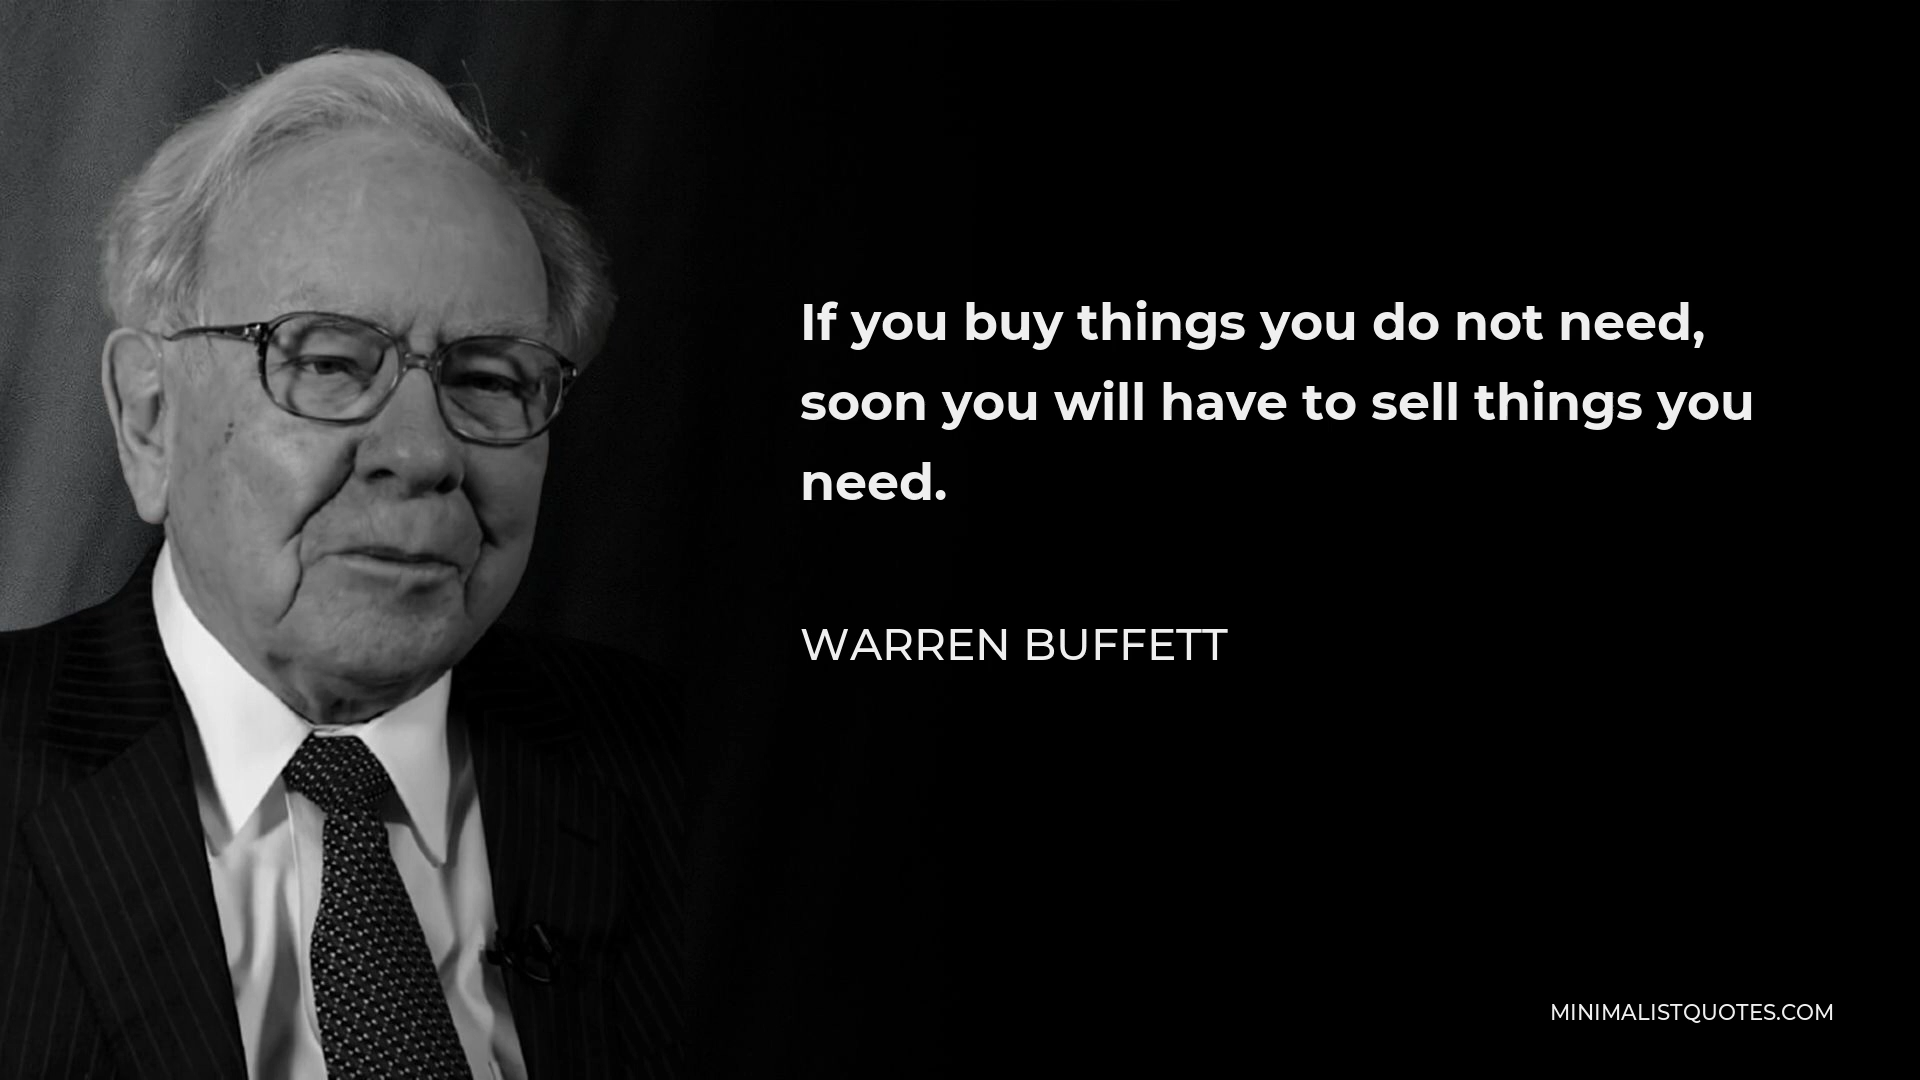 If you buy things you do not need,
soon you will have to sell things you
need.
WARREN BUFFETT
MINIMALISTQUOTES.COM